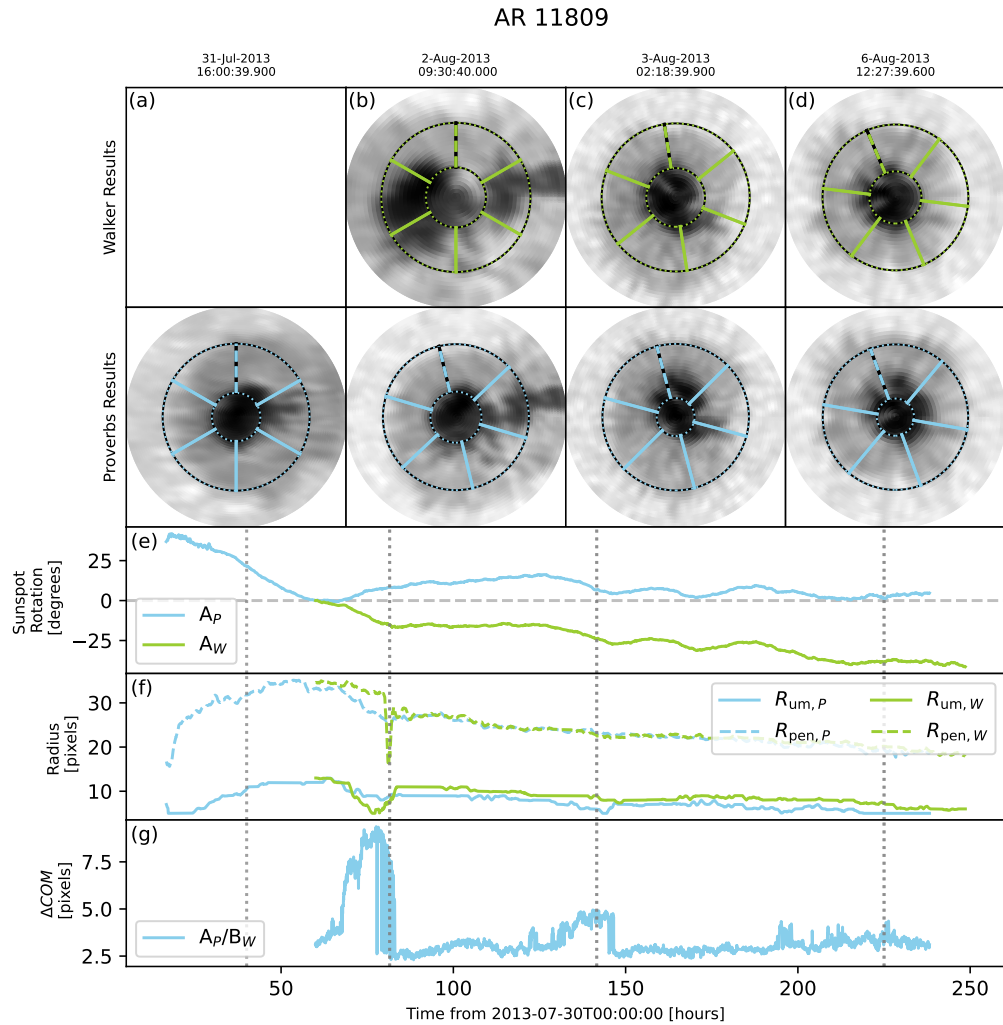 AR 11809
31-Jul-2013
16:00:39.900
2-Aug-2013
09:30:40.000
3-Aug-2013
02:18:39.900
6-Aug-2013
12:27:39.600
Walker Results
(a)
(b)
(c)
(d)
Proverbs Results
(e)
Sunspot
Rotation
[degrees]
25
0
−25
A_P
A_W
(f)
Radius
[pixels]
30
20
10
R_um, P
R_pen, P
R_um, W
R_pen, W
(g)
ΔCOM
[pixels]
7.5
5.0
2.5
A_P/B_W
50 100 150 200 250
Time from 2013-07-30T00:00:00 [hours]